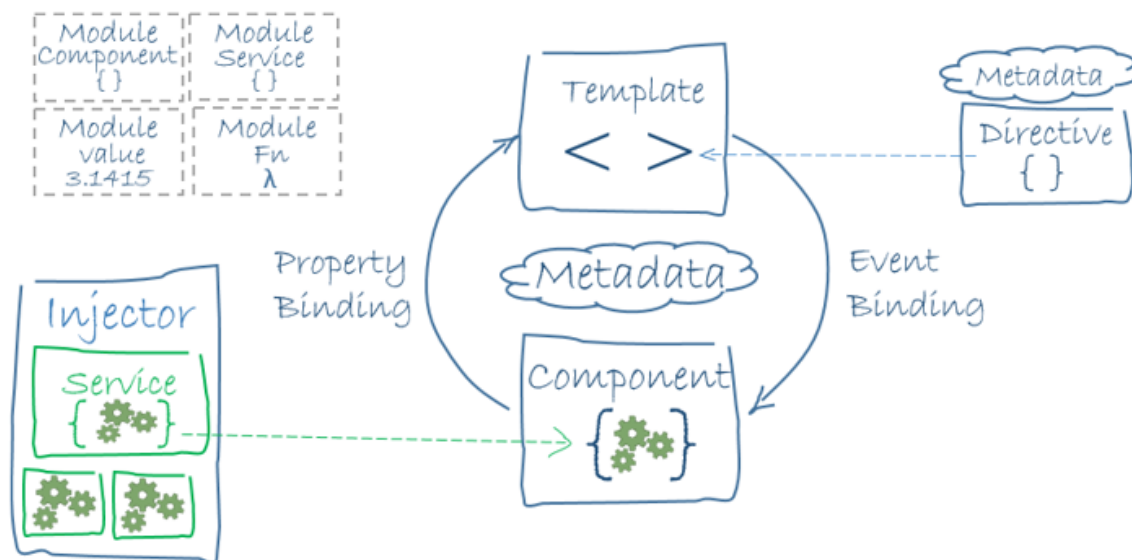 Module
Component
{ }
Module
Service
{ }
Module
value
3.1415
Module
Fn
λ
Template
< >
Metadata
Directive
{ }
Property
Binding
Metadata
Event
Binding
Injector
Service
{ }
Component
{ }